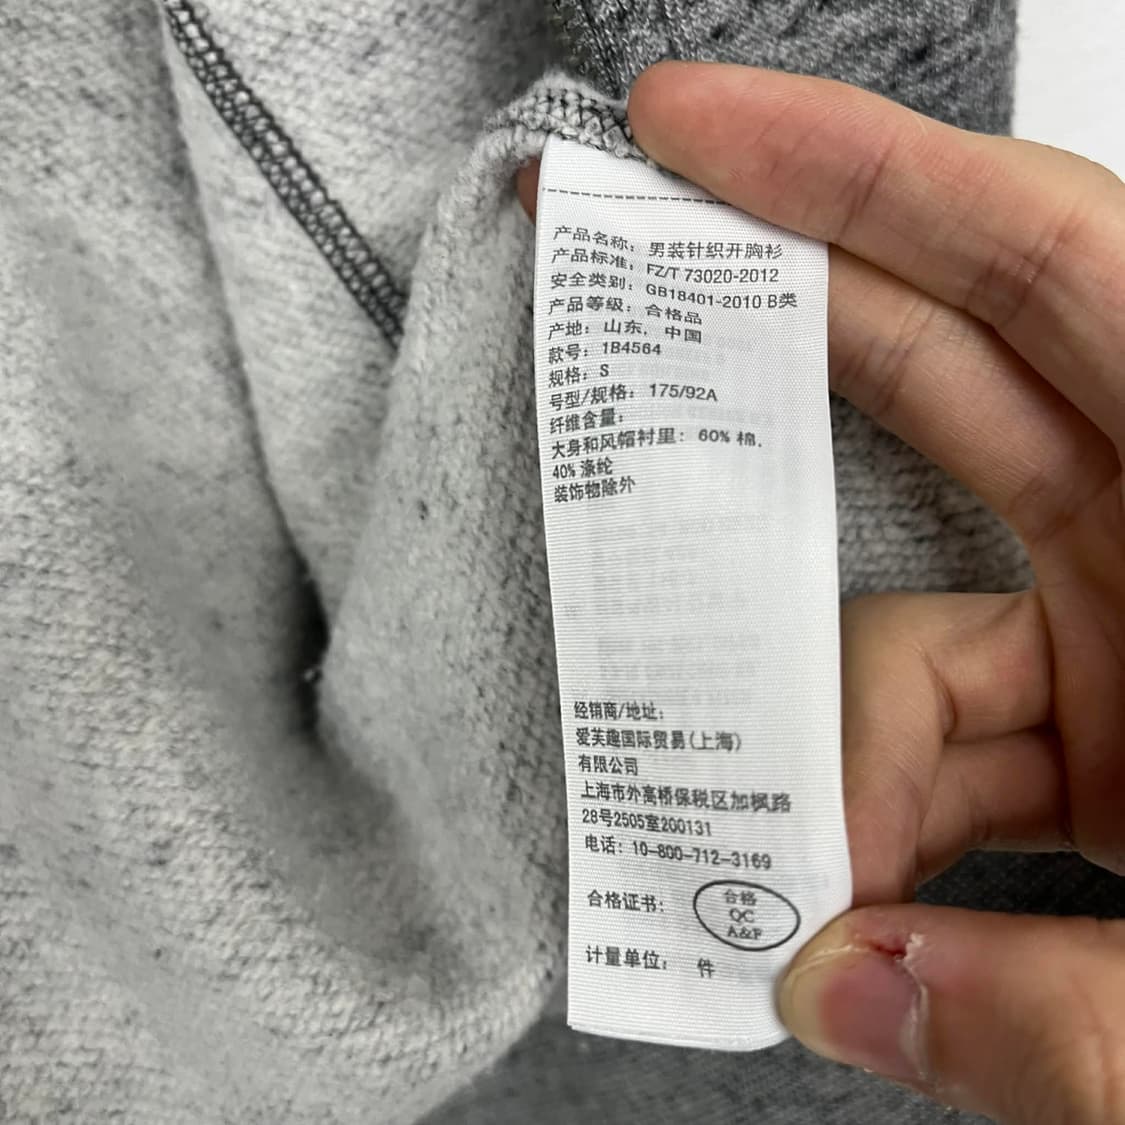 产品名称：男装针织开胸衫
产品标准：FZ/T 73020-2012
安全类别：GB18401-2010 B类
产品等级：合格品
产地：山东，中国
款号：1B4564
规格：S
号型/规格：175/92A
纤维含量：
大身和风帽衬里：60% 棉，
40% 涤纶
装饰物除外
经销商/地址：
爱芙趣国际贸易(上海)
有限公司
上海市外高桥保税区加枫路
28号2505室200131
电话：10-800-712-3169
合格证书：
合格
QC
A&F
计量单位：件